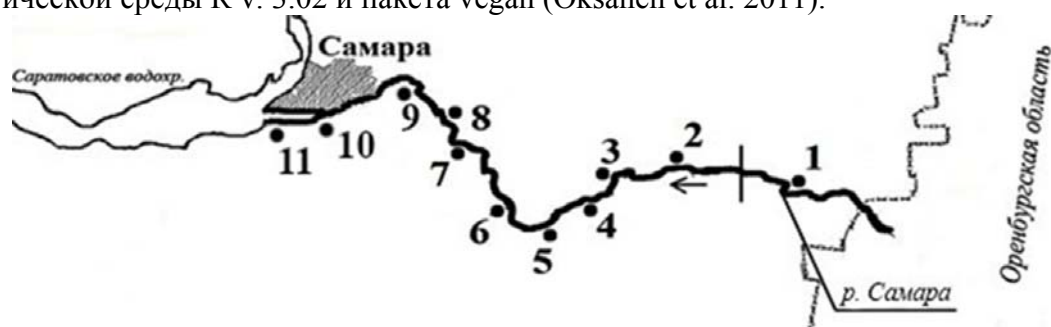 ической среды R v. 3.02 и пакета vegan (Oksanen et al. 2011).
Самара
Саратовское водохр.
9
8
10
11
7
3
2
1
6
4
5
Оренбургская область
р. Самара